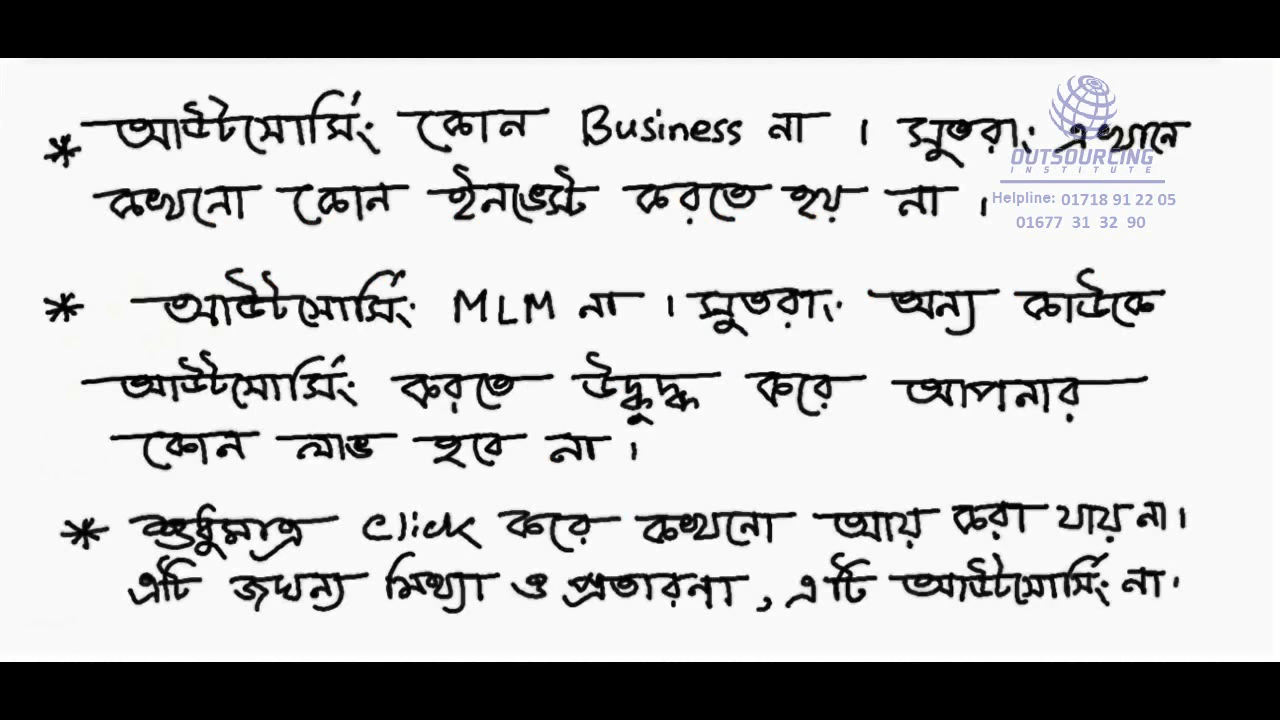 * আউটসোর্সিং কোন Business না । সুতরাং এখানে
কখনো কোন ইনভেস্ট করতে হয় না ।
* আউটসোর্সিং MLM না । সুতরাং অন্য কাউকে
আউটসোর্সিং করতে উদ্বুদ্ধ করে আপনার
কোন লাভ হবে না ।
* শুধুমাত্র Click করে কখনো আয় করা যায় না ।
এটি জঘন্য মিথ্যা ও প্রতারনা , এটি আউটসোর্সিং না ।
OUTSOURCING
INSTITUTE
Helpline: 01718 91 22 05
01677 31 32 90